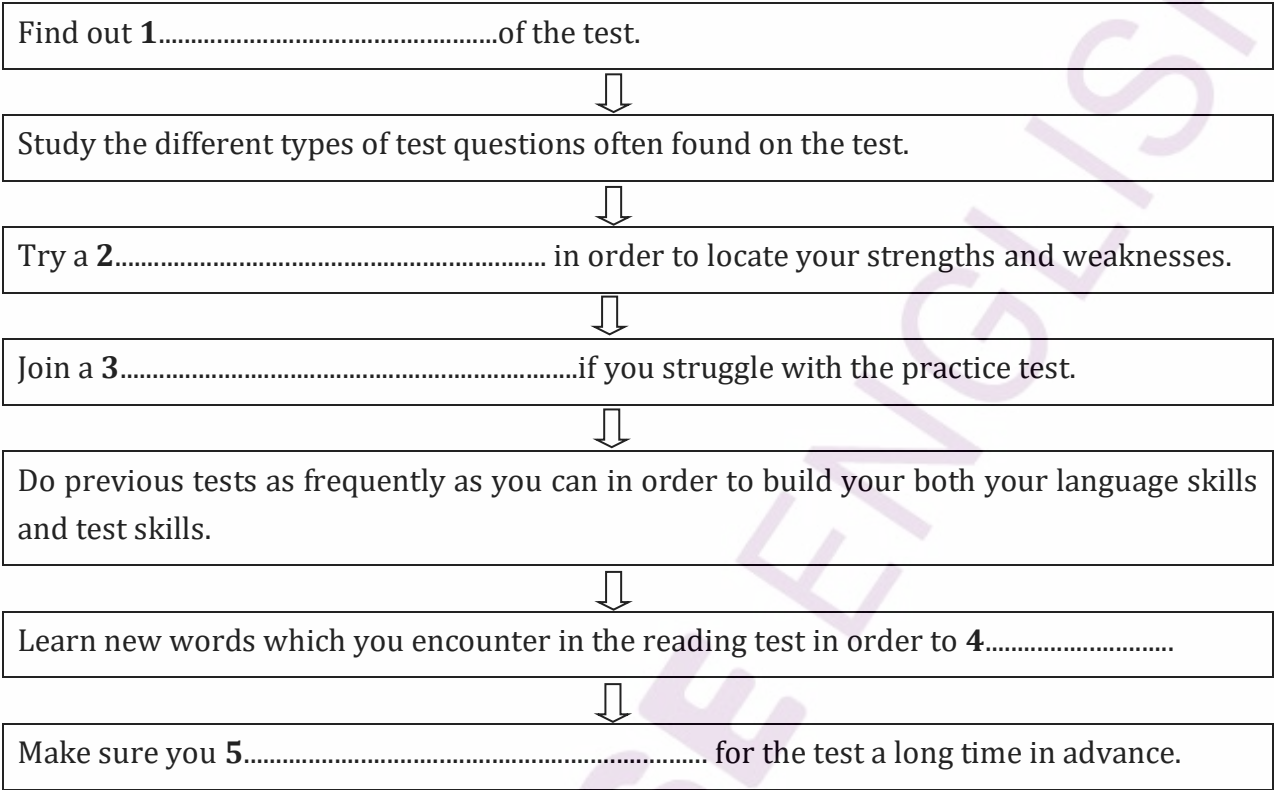 Find out 1..........................................................of the test.
Study the different types of test questions often found on the test.
Try a 2.......................................................................... in order to locate your strengths and weaknesses.
Join a 3......................................................................if you struggle with the practice test.
Do previous tests as frequently as you can in order to build your both your language skills
and test skills.
Learn new words which you encounter in the reading test in order to 4................................
Make sure you 5............................................................................... for the test a long time in advance.
SE ENGLISH